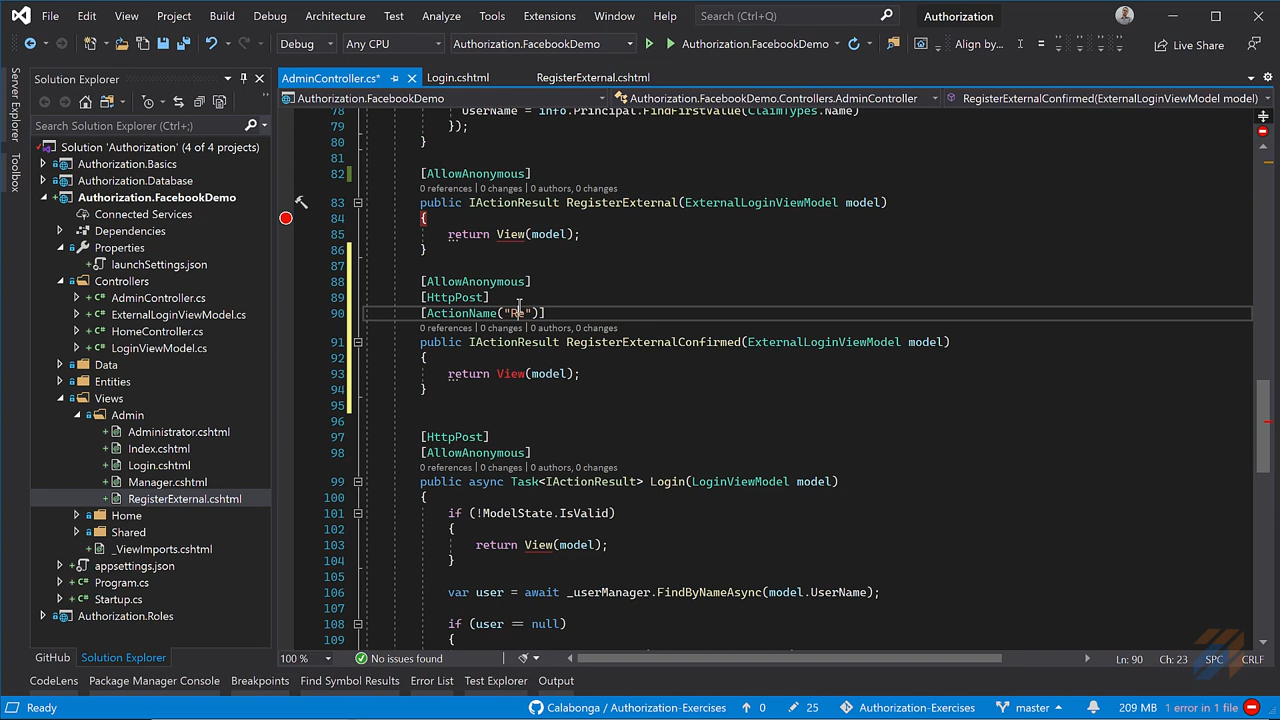 File Edit View Project Build Debug Architecture Test Analyze Tools Extensions Window Help Search (Ctrl+Q) Authorization
Debug Any CPU Authorization.FacebookDemo Authorization.FacebookDemo Align by... Live Share
Server Explorer
Toolbox
Solution Explorer
Search Solution Explorer (Ctrl+;)
Solution 'Authorization' (4 of 4 projects)
Authorization.Basics
Authorization.Database
Authorization.FacebookDemo
Connected Services
Dependencies
Properties
launchSettings.json
Controllers
AdminController.cs
ExternalLoginViewModel.cs
HomeController.cs
LoginViewModel.cs
Data
Entities
Views
Admin
Administrator.cshtml
Index.cshtml
Login.cshtml
Manager.cshtml
RegisterExternal.cshtml
Home
Shared
_ViewImports.cshtml
appsettings.json
Program.cs
Startup.cs
Authorization.Roles
GitHub Solution Explorer
AdminController.cs* Login.cshtml RegisterExternal.cshtml
Authorization.FacebookDemo Authorization.FacebookDemo.Controllers.AdminController RegisterExternalConfirmed(ExternalLoginViewModel model)
78 UserName = info.Principal.FindFirstValue(ClaimTypes.Name)
79 });
80 }
81
82 [AllowAnonymous]
0 references | 0 changes | 0 authors, 0 changes
83 public IActionResult RegisterExternal(ExternalLoginViewModel model)
84 {
85 return View(model);
86 }
87
88 [AllowAnonymous]
89 [HttpPost]
90 [ActionName("Re")]
0 references | 0 changes | 0 authors, 0 changes
91 public IActionResult RegisterExternalConfirmed(ExternalLoginViewModel model)
92 {
93 return View(model);
94 }
95
96
97 [HttpPost]
98 [AllowAnonymous]
0 references | 0 changes | 0 authors, 0 changes
99 public async Task<IActionResult> Login(LoginViewModel model)
100 {
101 if (!ModelState.IsValid)
102 {
103 return View(model);
104 }
105
106 var user = await _userManager.FindByNameAsync(model.UserName);
107
108 if (user == null)
109 {
100 % No issues found Ln: 90 Ch: 23 SPC CRLF
CodeLens Package Manager Console Breakpoints Find Symbol Results Error List Test Explorer Output
Ready Calabonga / Authorization-Exercises 0 25 Authorization-Exercises master 209 MB 1 error in 1 file